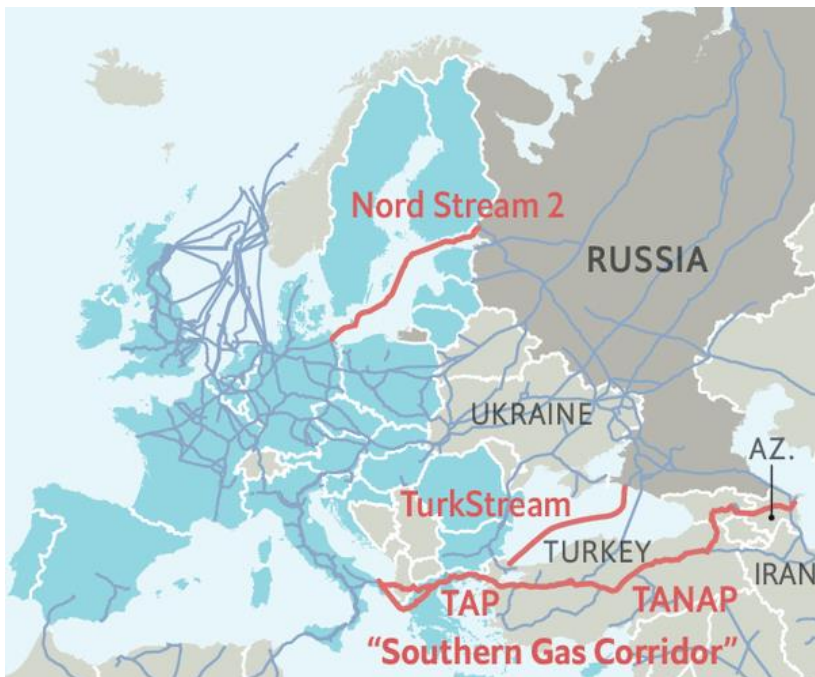 Nord Stream 2
RUSSIA
UKRAINE
AZ.
TurkStream
TURKEY
IRAN
TAP
TANAP
“Southern Gas Corridor”